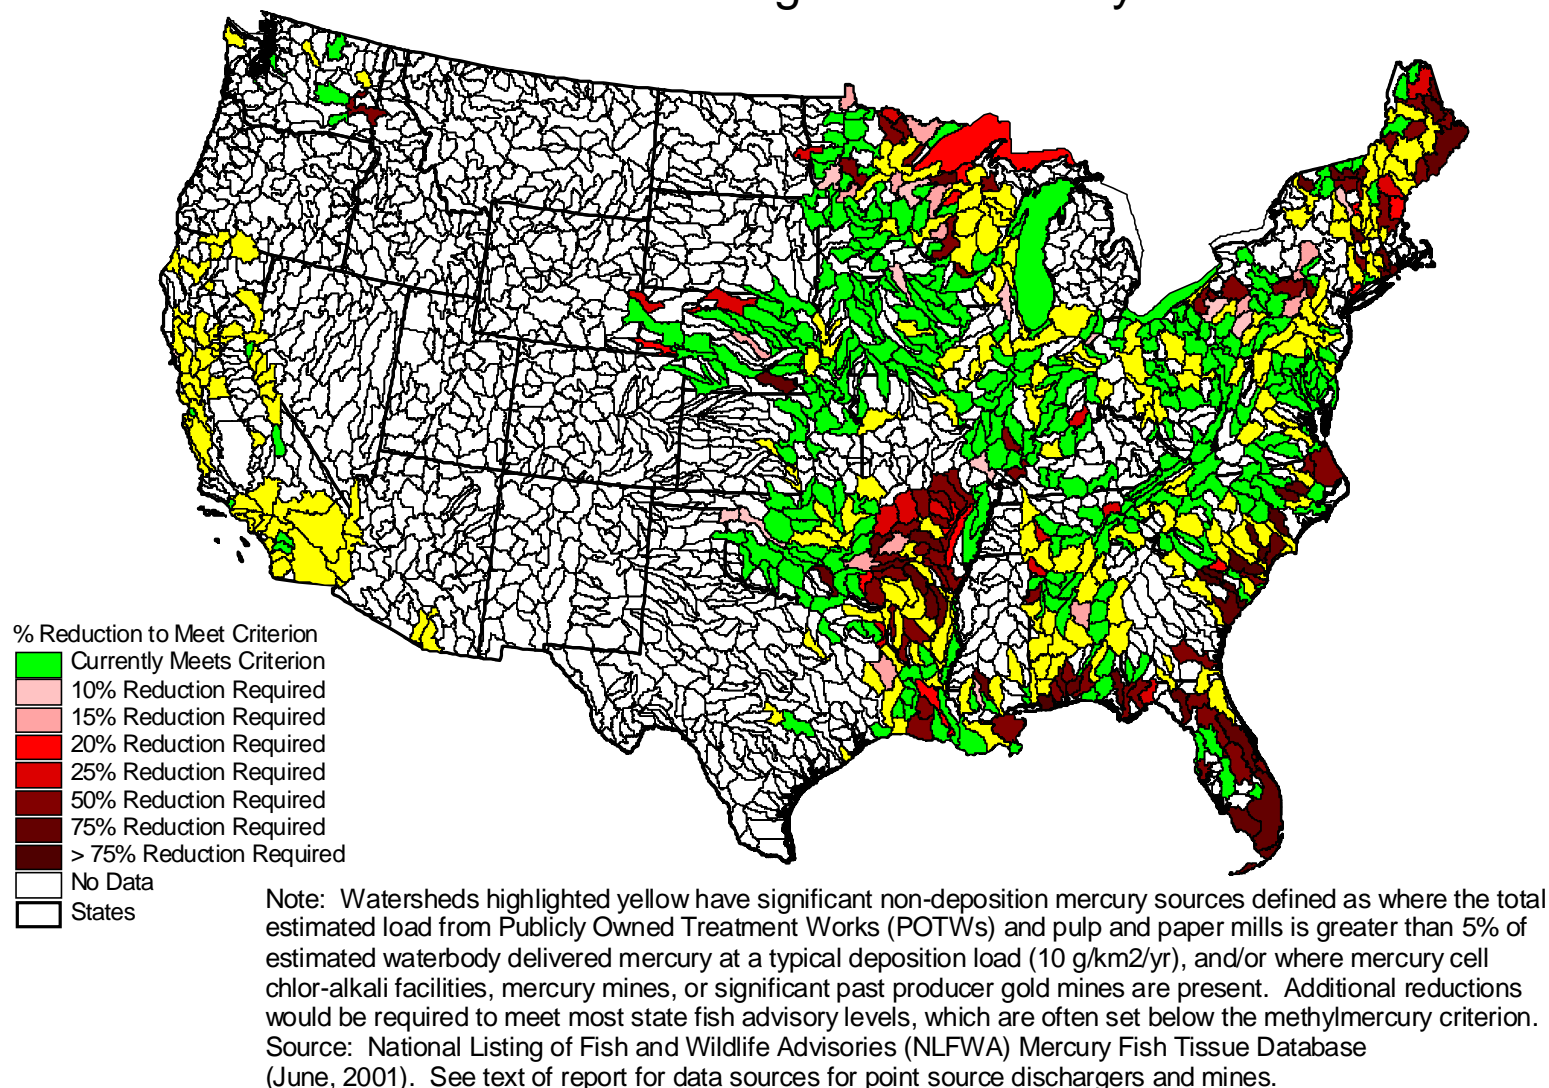 % Reduction to Meet Criterion
Currently Meets Criterion
10% Reduction Required
15% Reduction Required
20% Reduction Required
25% Reduction Required
50% Reduction Required
75% Reduction Required
> 75% Reduction Required
No Data
States
Note: Watersheds highlighted yellow have significant non-deposition mercury sources defined as where the total
estimated load from Publicly Owned Treatment Works (POTWs) and pulp and paper mills is greater than 5% of
estimated waterbody delivered mercury at a typical deposition load (10 g/km2/yr), and/or where mercury cell
chlor-alkali facilities, mercury mines, or significant past producer gold mines are present. Additional reductions
would be required to meet most state fish advisory levels, which are often set below the methylmercury criterion.
Source: National Listing of Fish and Wildlife Advisories (NLFWA) Mercury Fish Tissue Database
(June, 2001). See text of report for data sources for point source dischargers and mines.